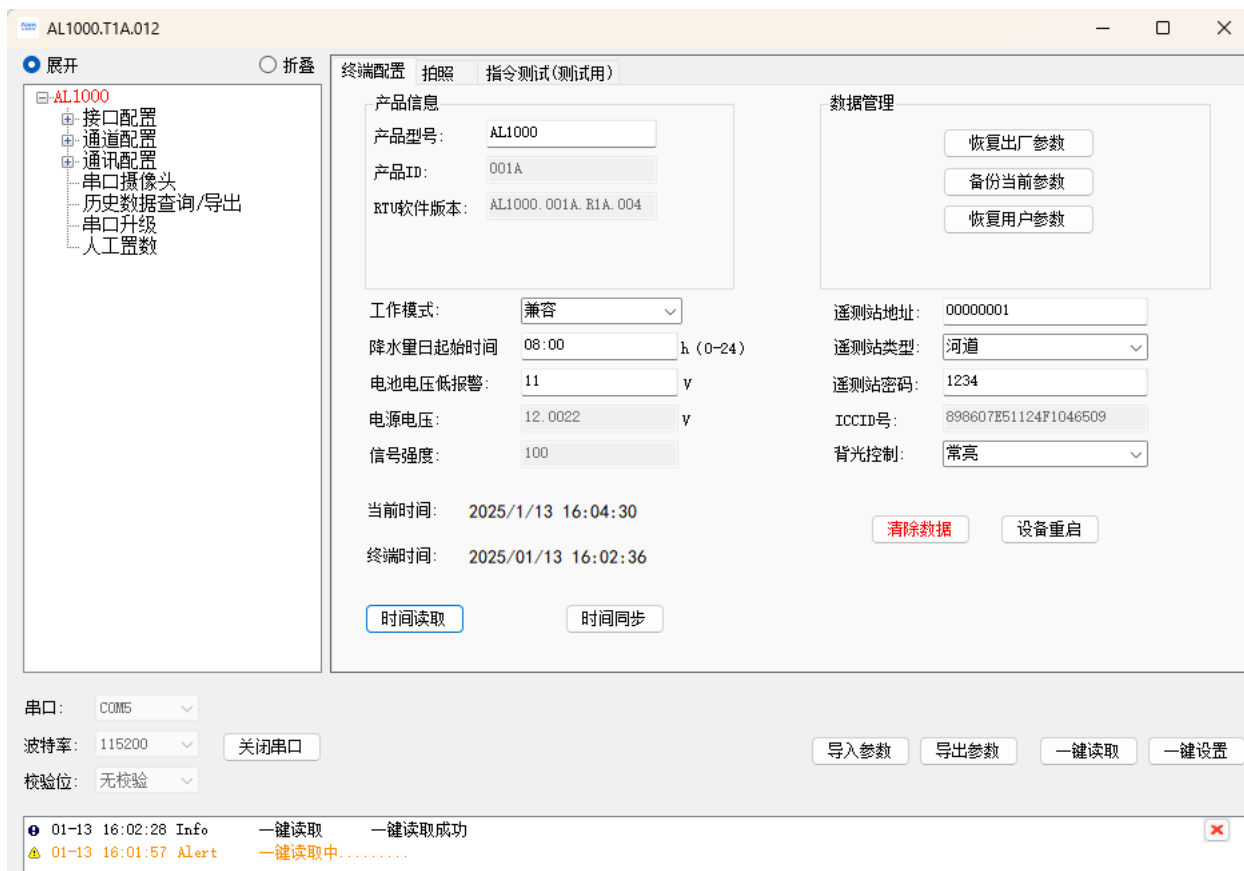 AL1000.T1A.012
展开
折叠
AL1000
接口配置
通道配置
通讯配置
串口摄像头
历史数据查询/导出
串口升级
人工置数
终端配置
拍照
指令测试(测试用)
产品信息
产品型号:
AL1000
产品ID:
001A
RTU软件版本:
AL1000.001A.R1A.004
数据管理
恢复出厂参数
备份当前参数
恢复用户参数
工作模式:
兼容
降水量日起始时间
08:00
h (0-24)
电池电压低报警:
11
V
电源电压:
12.0022
V
信号强度:
100
遥测站地址:
00000001
遥测站类型:
河道
遥测站密码:
1234
ICCID号:
898607E51124F1046509
背光控制:
常亮
当前时间:
2025/1/13 16:04:30
终端时间:
2025/01/13 16:02:36
清除数据
设备重启
时间读取
时间同步
串口:
COM5
波特率:
115200
关闭串口
校验位:
无校验
导入参数
导出参数
一键读取
一键设置
01-13 16:02:28 Info 一键读取 一键读取成功
01-13 16:01:57 Alert 一键读取中.........